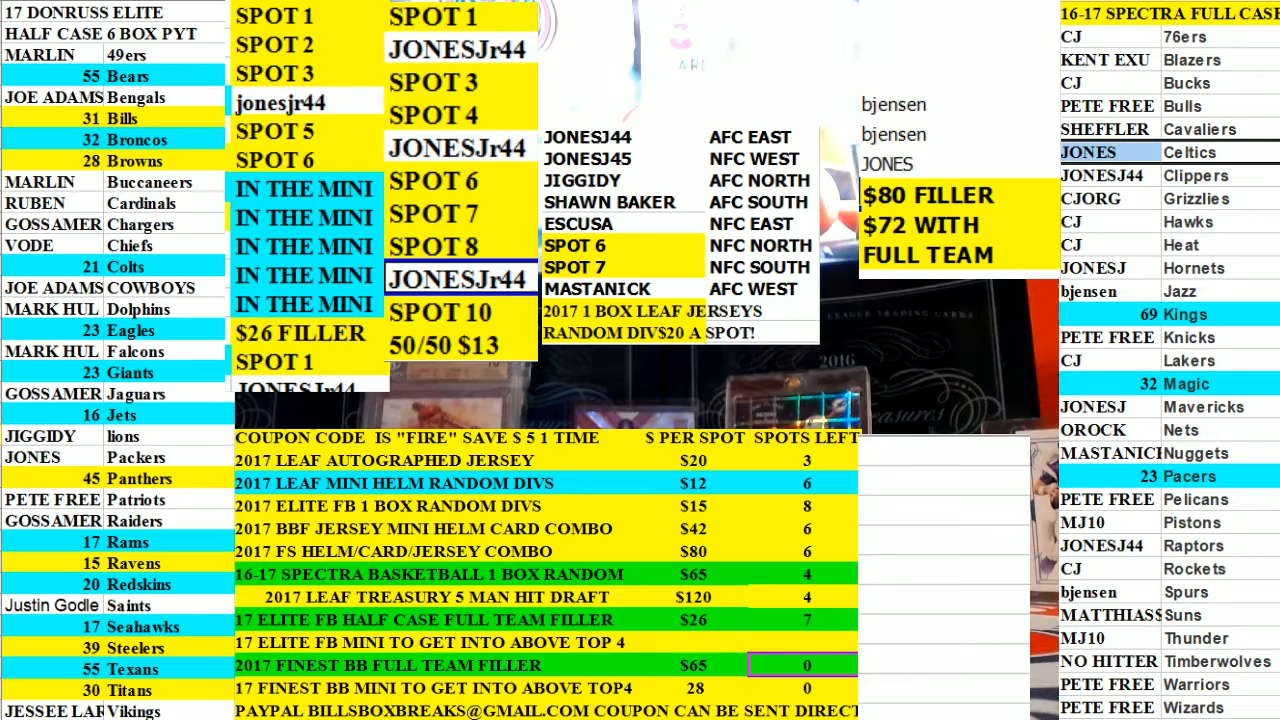 17 DONRUSS ELITE
HALF CASE 6 BOX PYT
MARLIN 49ers
55 Bears
JOE ADAMS Bengals
31 Bills
32 Broncos
28 Browns
MARLIN Buccaneers
RUBEN Cardinals
GOSSAMER Chargers
VODE Chiefs
21 Colts
JOE ADAMS COWBOYS
MARK HUL Dolphins
23 Eagles
MARK HUL Falcons
23 Giants
GOSSAMER Jaguars
16 Jets
JIGGIDY lions
JONES Packers
45 Panthers
PETE FREE Patriots
GOSSAMER Raiders
17 Rams
15 Ravens
20 Redskins
Justin Godle Saints
17 Seahawks
39 Steelers
55 Texans
30 Titans
JESSEE LAR Vikings
SPOT 1
SPOT 2
SPOT 3
jonesjr44
SPOT 5
SPOT 6
IN THE MINI
IN THE MINI
IN THE MINI
IN THE MINI
IN THE MINI
$26 FILLER
SPOT 1
JONESJr44
SPOT 1
JONESJr44
SPOT 3
SPOT 4
JONESJr44
SPOT 6
SPOT 7
SPOT 8
JONESJr44
SPOT 10
50/50 $13
JONESJ44 AFC EAST
JONESJ45 NFC WEST
JIGGIDY AFC NORTH
SHAWN BAKER AFC SOUTH
ESCUSA NFC EAST
SPOT 6 NFC NORTH
SPOT 7 NFC SOUTH
MASTANICK AFC WEST
2017 1 BOX LEAF JERSEYS
RANDOM DIV$20 A SPOT!
bjensen
bjensen
JONES
$80 FILLER
$72 WITH
FULL TEAM
LEAGUE TRADING CARDS
2016
COUPON CODE IS "FIRE" SAVE $ 5 1 TIME $ PER SPOT SPOTS LEFT
2017 LEAF AUTOGRAPHED JERSEY $20 3
2017 LEAF MINI HELM RANDOM DIVS $12 6
2017 ELITE FB 1 BOX RANDOM DIVS $15 8
2017 BBF JERSEY MINI HELM CARD COMBO $42 6
2017 FS HELM/CARD/JERSEY COMBO $80 6
16-17 SPECTRA BASKETBALL 1 BOX RANDOM $65 4
2017 LEAF TREASURY 5 MAN HIT DRAFT $120 4
17 ELITE FB HALF CASE FULL TEAM FILLER $26 7
17 ELITE FB MINI TO GET INTO ABOVE TOP 4
2017 FINEST BB FULL TEAM FILLER $65 0
17 FINEST BB MINI TO GET INTO ABOVE TOP4 28 0
PAYPAL BILLSBOXBREAKS@GMAIL.COM COUPON CAN BE SENT DIRECT
16-17 SPECTRA FULL CASE
CJ 76ers
KENT EXU Blazers
CJ Bucks
PETE FREE Bulls
SHEFFLER Cavaliers
JONES Celtics
JONESJ44 Clippers
CJORG Grizzlies
CJ Hawks
CJ Heat
JONESJ Hornets
bjensen Jazz
69 Kings
PETE FREE Knicks
CJ Lakers
32 Magic
JONESJ Mavericks
OROCK Nets
MASTANICK Nuggets
23 Pacers
PETE FREE Pelicans
MJ10 Pistons
JONESJ44 Raptors
CJ Rockets
bjensen Spurs
MATTHIASS Suns
MJ10 Thunder
NO HITTER Timberwolves
PETE FREE Warriors
PETE FREE Wizards